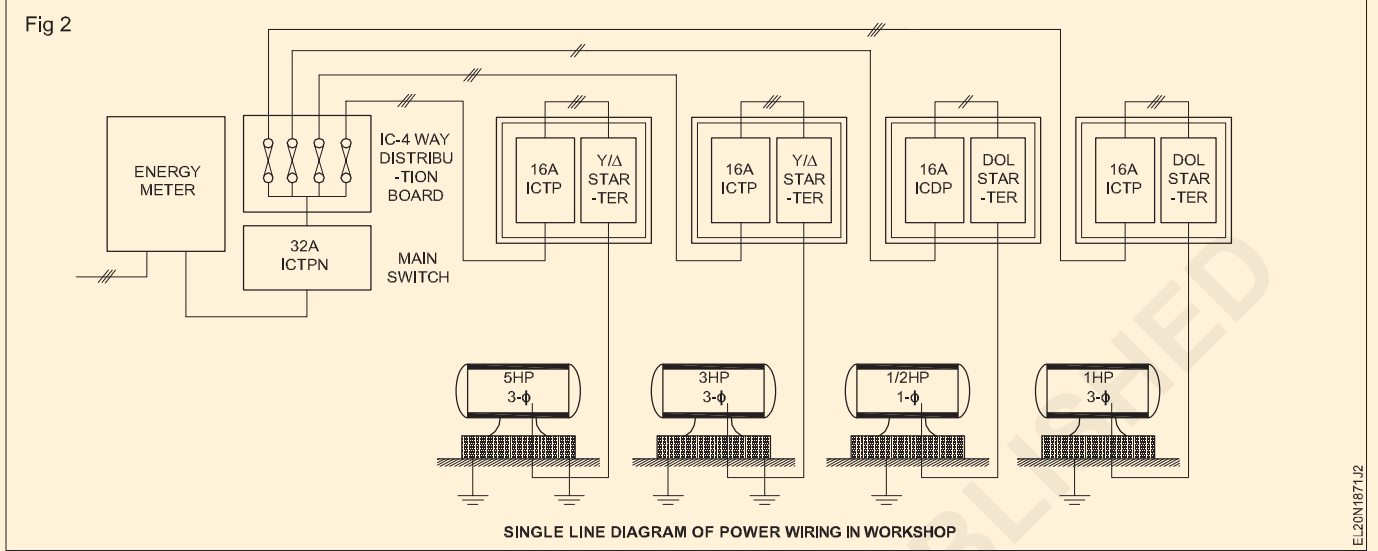 Fig 2
ENERGY
METER
IC-4 WAY
DISTRIBU
-TION
BOARD
32A
ICTPN
MAIN
SWITCH
16A
ICTP
Y/Δ
STAR
-TER
16A
ICTP
Y/Δ
STAR
-TER
16A
ICDP
DOL
STAR
-TER
16A
ICTP
DOL
STAR
-TER
5HP
3-ϕ
3HP
3-ϕ
1/2HP
1-ϕ
1HP
3-ϕ
SINGLE LINE DIAGRAM OF POWER WIRING IN WORKSHOP
EL20N1871J2
BLISHED